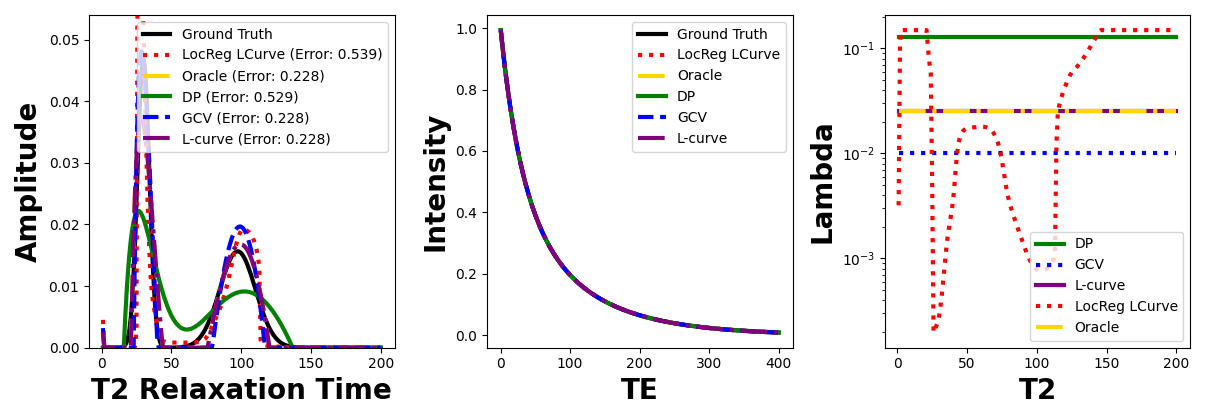 Amplitude
0.05
0.04
0.03
0.02
0.01
0.00
0
50
100
150
200
T2 Relaxation Time
Ground Truth
LocReg LCurve (Error: 0.539)
Oracle (Error: 0.228)
DP (Error: 0.529)
GCV (Error: 0.228)
L-curve (Error: 0.228)
Intensity
1.0
0.8
0.6
0.4
0.2
0.0
0
100
200
300
400
TE
Ground Truth
LocReg LCurve
Oracle
DP
GCV
L-curve
Lambda
10⁻¹
10⁻²
10⁻³
0
50
100
150
200
T2
DP
GCV
L-curve
LocReg LCurve
Oracle